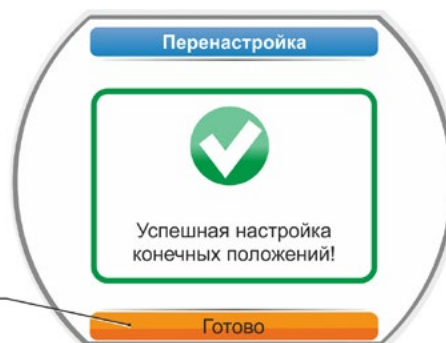 Перенастройка
Успешная настройка
конечных положений!
Готово